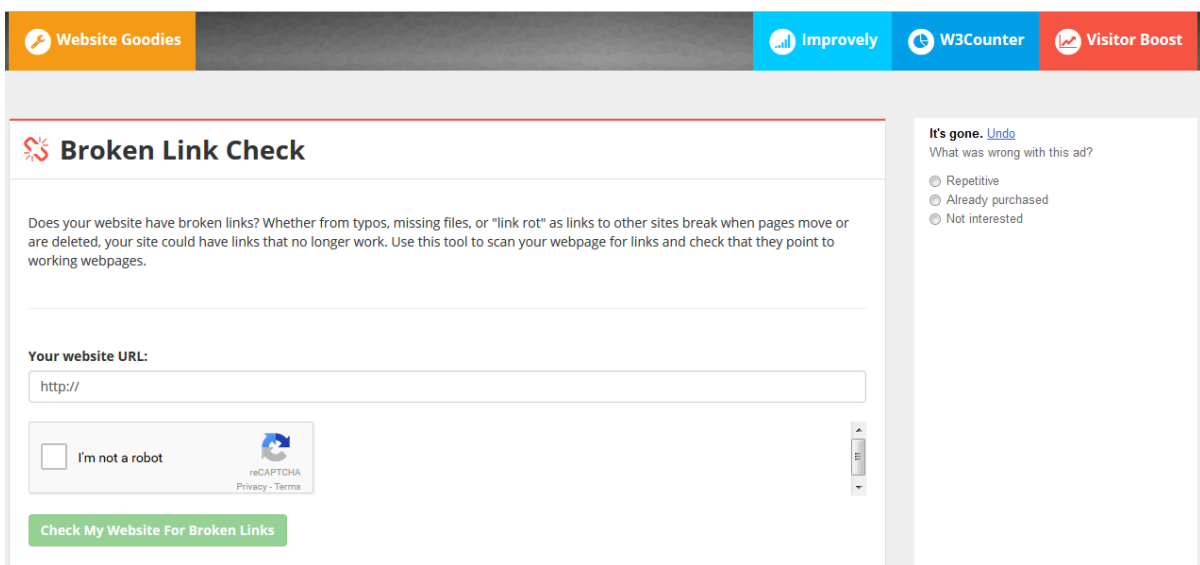 Website Goodies
Improvely
W3Counter
Visitor Boost
Broken Link Check
Does your website have broken links? Whether from typos, missing files, or "link rot" as links to other sites break when pages move or
are deleted, your site could have links that no longer work. Use this tool to scan your webpage for links and check that they point to
working webpages.
Your website URL:
http://
I'm not a robot
reCAPTCHA
Privacy - Terms
Check My Website For Broken Links
It's gone. Undo
What was wrong with this ad?
Repetitive
Already purchased
Not interested